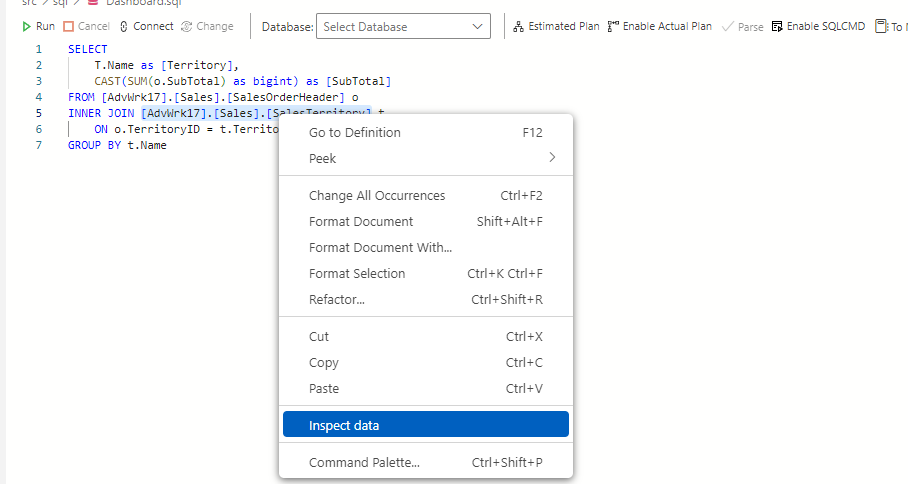 src > sql > Dashboard.sql
Run Cancel Connect Change Database: Select Database Estimated Plan Enable Actual Plan Parse Enable SQLCMD To N
1 SELECT
2 T.Name as [Territory],
3 CAST(SUM(o.SubTotal) as bigint) as [SubTotal]
4 FROM [AdvWrk17].[Sales].[SalesOrderHeader] o
5 INNER JOIN [AdvWrk17].[Sales].[SalesTerritory] t
6 ON o.TerritoryID = t.Territo
7 GROUP BY t.Name
Go to Definition F12
Peek
Change All Occurrences Ctrl+F2
Format Document Shift+Alt+F
Format Document With...
Format Selection Ctrl+K Ctrl+F
Refactor... Ctrl+Shift+R
Cut Ctrl+X
Copy Ctrl+C
Paste Ctrl+V
Inspect data
Command Palette... Ctrl+Shift+P